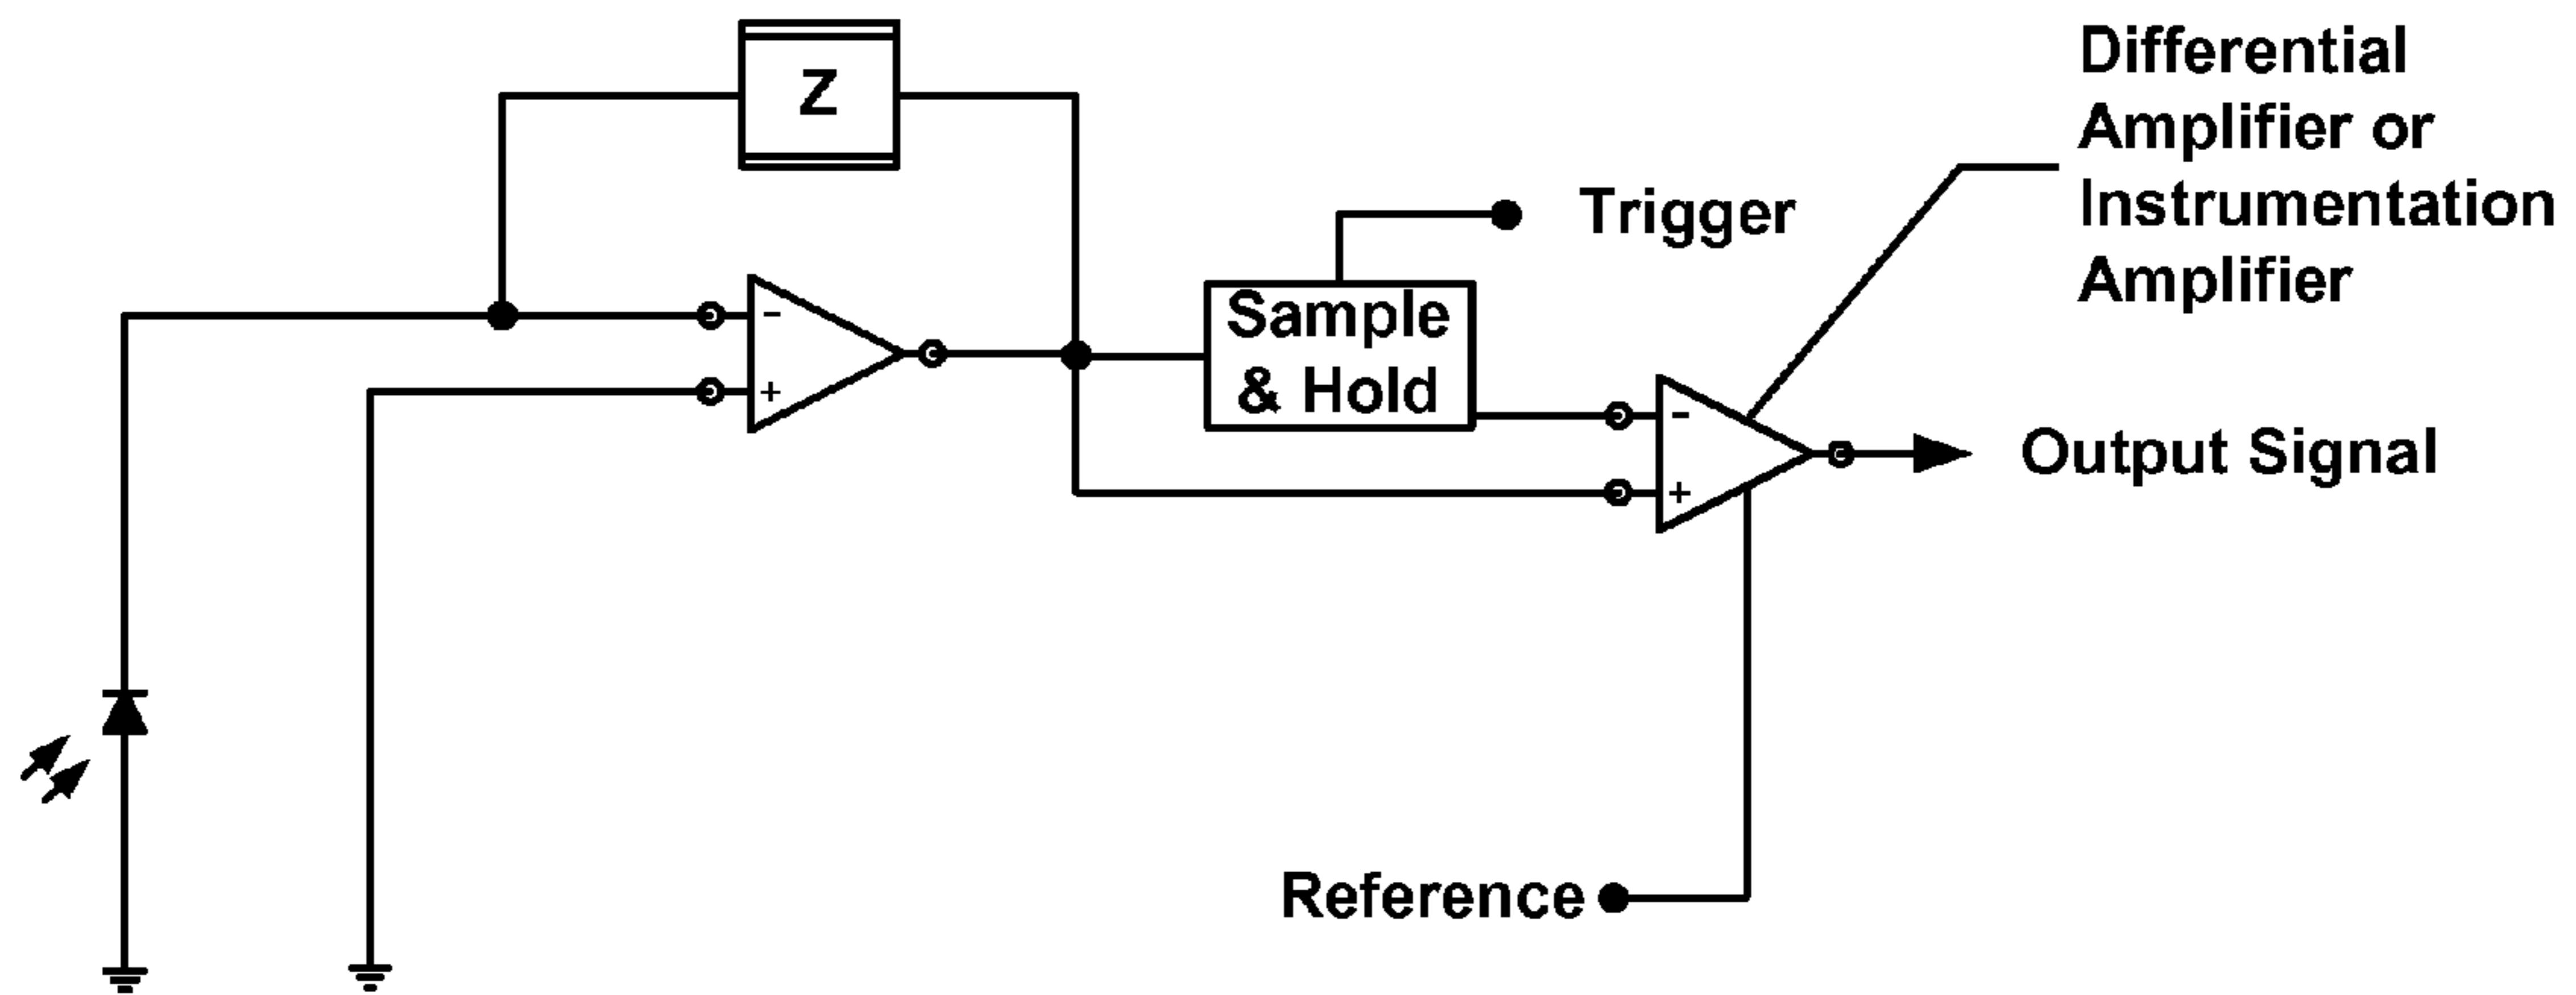 Z
Differential
Amplifier or
Instrumentation
Amplifier
Trigger
Sample
& Hold
-
+
-
+
Output Signal
Reference